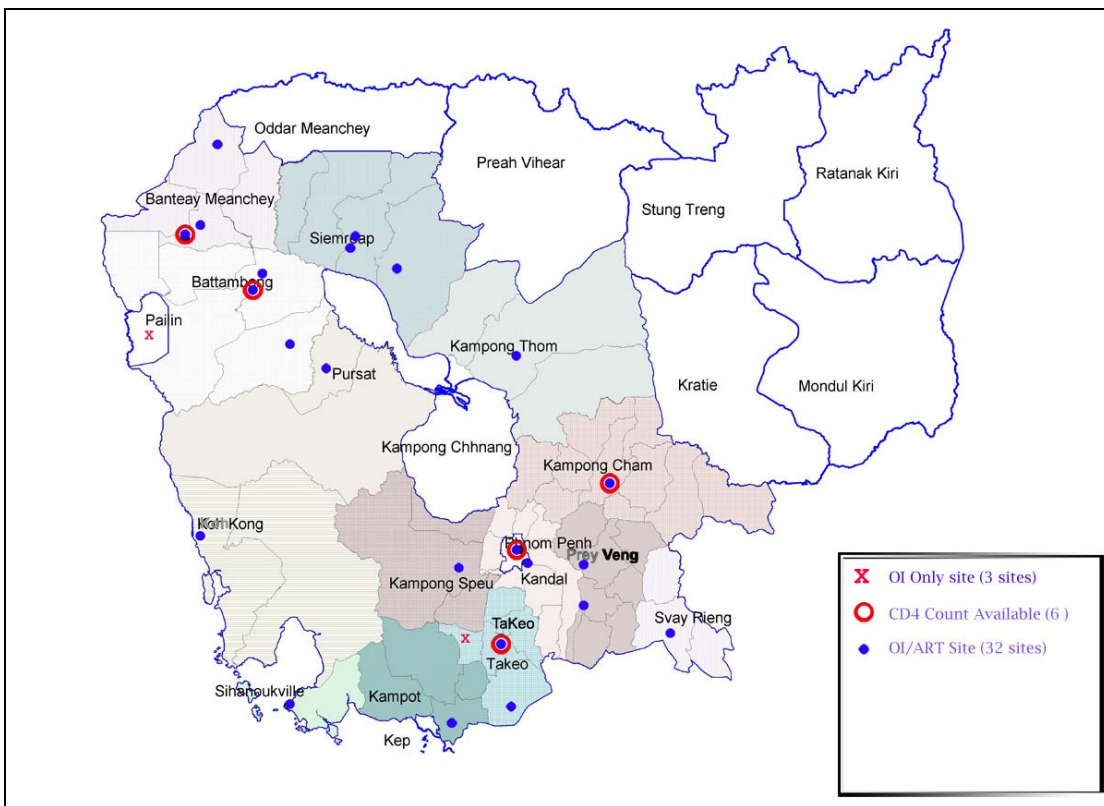 Oddar Meanchey
Preah Vihear
Ratanak Kiri
Stung Treng
Banteay Meanchey
Siemreap
Battambang
Pailin
Kampong Thom
Pursat
Kratie
Mondul Kiri
Kampong Chhnang
Kampong Cham
Koh Kong
Phnom Penh
Prey Veng
Kandal
Kampong Speu
Svay Rieng
TaKeo
Takeo
Sihanoukville
Kampot
Kep
X OI Only site (3 sites)
CD4 Count Available (6 )
OI/ART Site (32 sites)